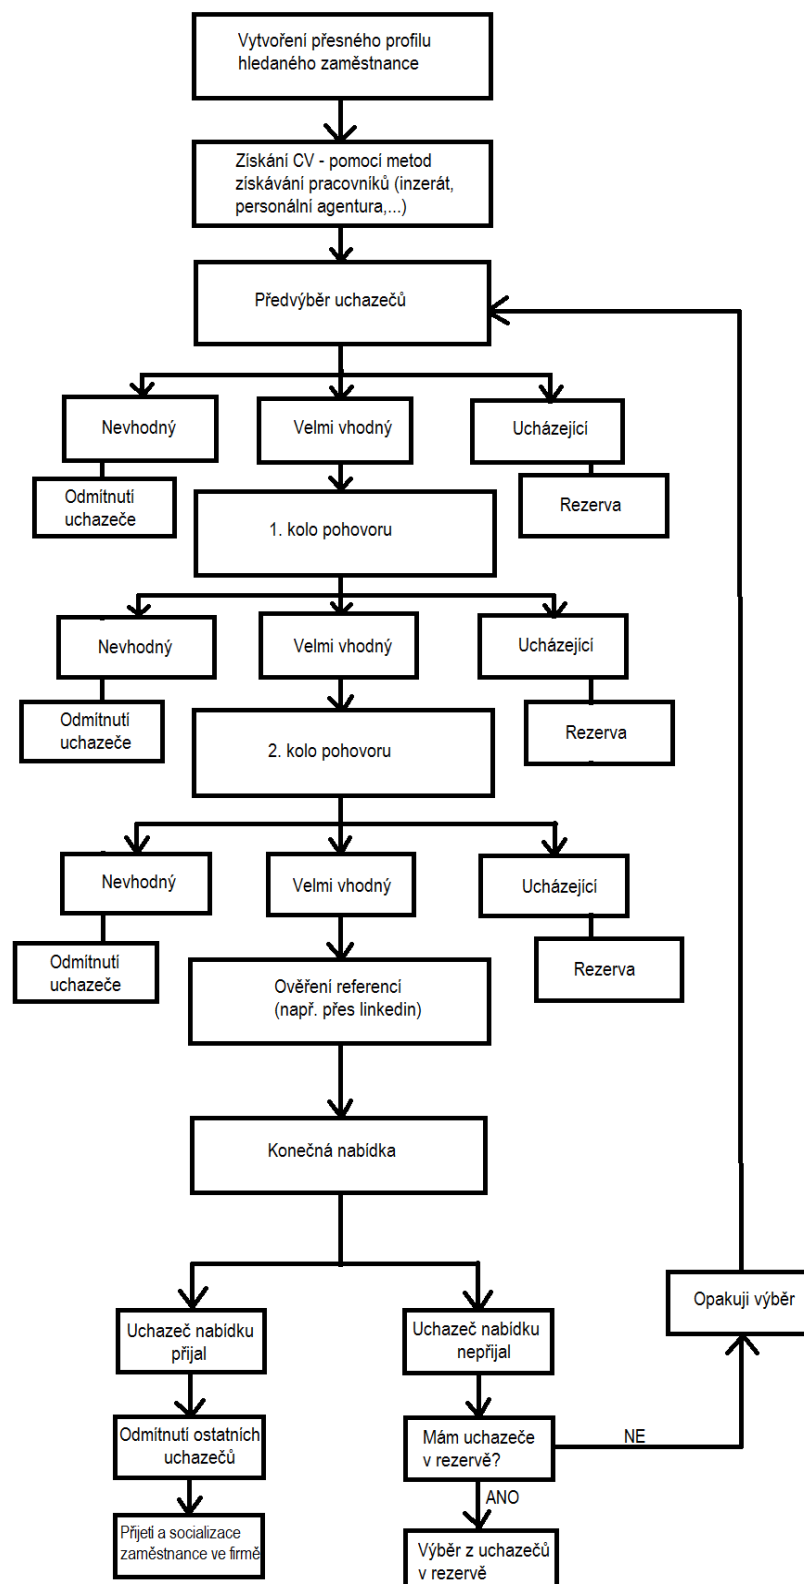 Vytvoření přesného profilu
hledaného zaměstnance
Získání CV - pomocí metod
získávání pracovníků (inzerát,
personální agentura,...)
Předvýběr uchazečů
Nevhodný
Velmi vhodný
Ucházející
Odmítnutí
uchazeče
Rezerva
1. kolo pohovoru
Nevhodný
Velmi vhodný
Ucházející
Odmítnutí
uchazeče
Rezerva
2. kolo pohovoru
Nevhodný
Velmi vhodný
Ucházející
Odmítnutí
uchazeče
Rezerva
Ověření referencí
(např. přes linkedin)
Konečná nabídka
Opakuji výběr
Uchazeč nabídku
přijal
Uchazeč nabídku
nepřijal
Odmítnutí ostatních
uchazečů
Mám uchazeče
v rezervě?
NE
ANO
Přijetí a socializace
zaměstnance ve firmě
Výběr z uchazečů
v rezervě